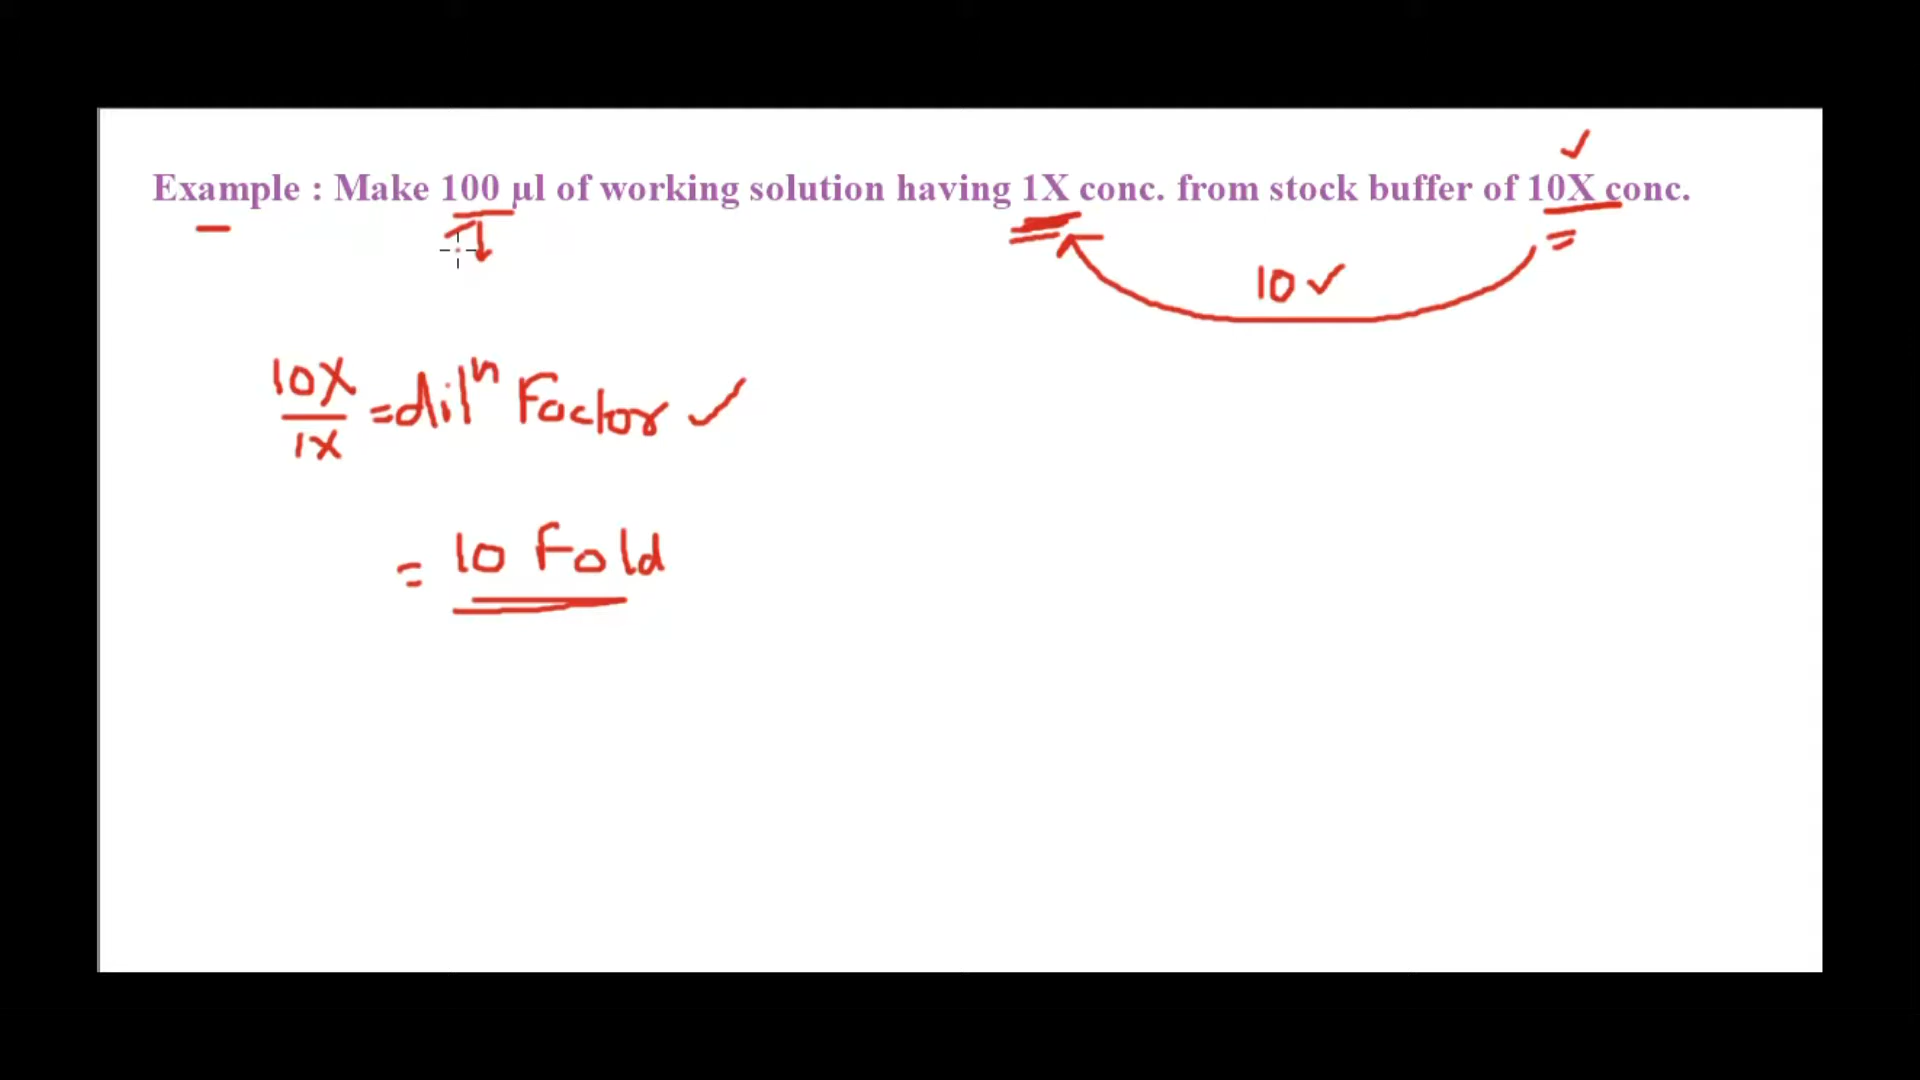 Example : Make 100 µl of working solution having 1X conc. from stock buffer of 10X conc.
10
10X
1X
= dilⁿ Factor
= 10 Fold